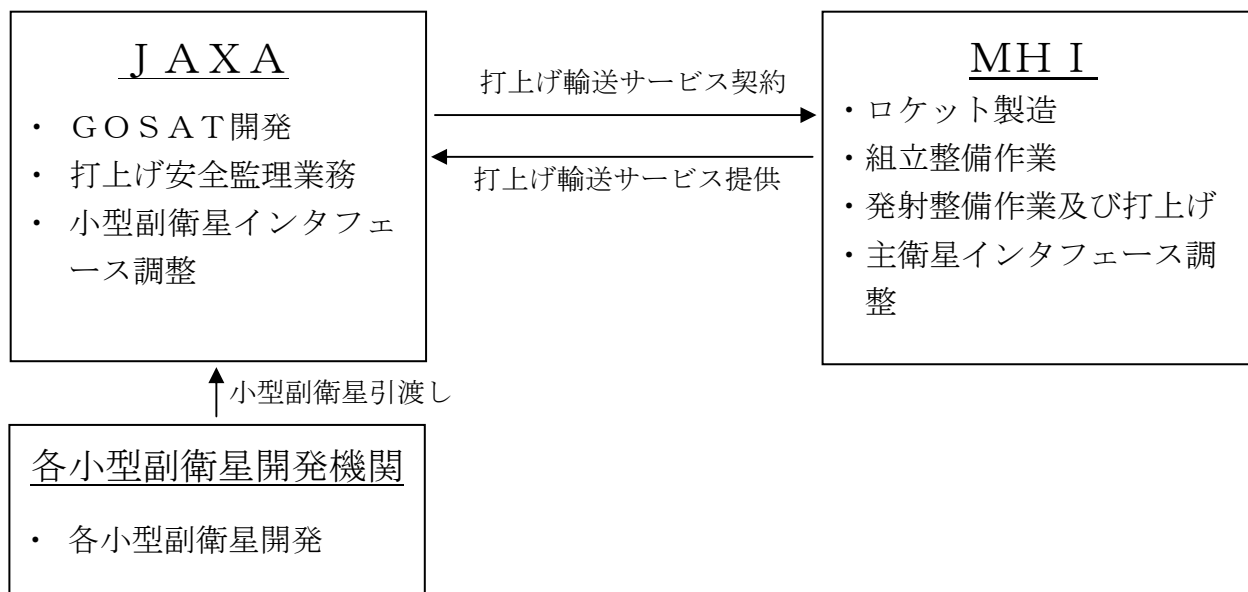 ＪＡＸＡ
・ ＧＯＳＡＴ開発
・ 打上げ安全監理業務
・ 小型副衛星インタフェ
ース調整
打上げ輸送サービス契約
打上げ輸送サービス提供
ＭＨＩ
・ロケット製造
・組立整備作業
・発射整備作業及び打上げ
・主衛星インタフェース調
整
小型副衛星引渡し
各小型副衛星開発機関
・ 各小型副衛星開発